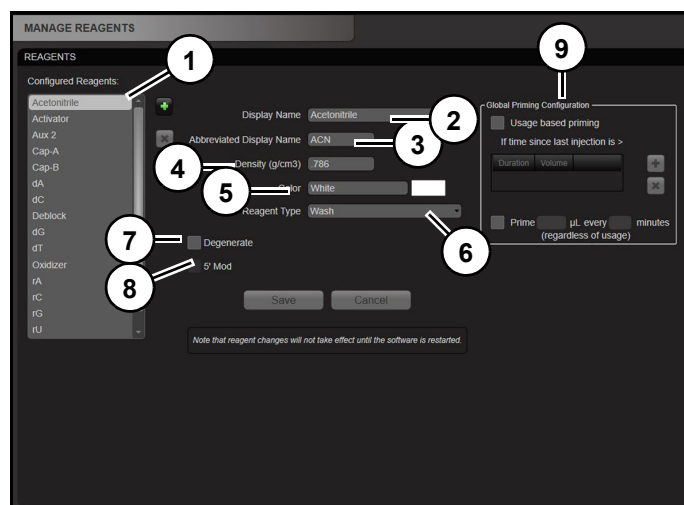 MANAGE REAGENTS
REAGENTS
1
9
Configured Reagents:
Acetonitrile
Activator
Aux 2
Cap-A
Cap-B
dA
dC
Deblock
dG
dT
Oxidizer
rA
rC
rG
rU
Display Name Acetonitrile
2
Abbreviated Display Name ACN
3
4
Density (g/cm3) .786
5
Color White
Reagent Type Wash
6
7
Degenerate
8
5' Mod
Save Cancel
Note that reagent changes will not take effect until the software is restarted.
Global Priming Configuration
Usage based priming
If time since last injection is >
Duration Volume
Prime µL every minutes
(regardless of usage)